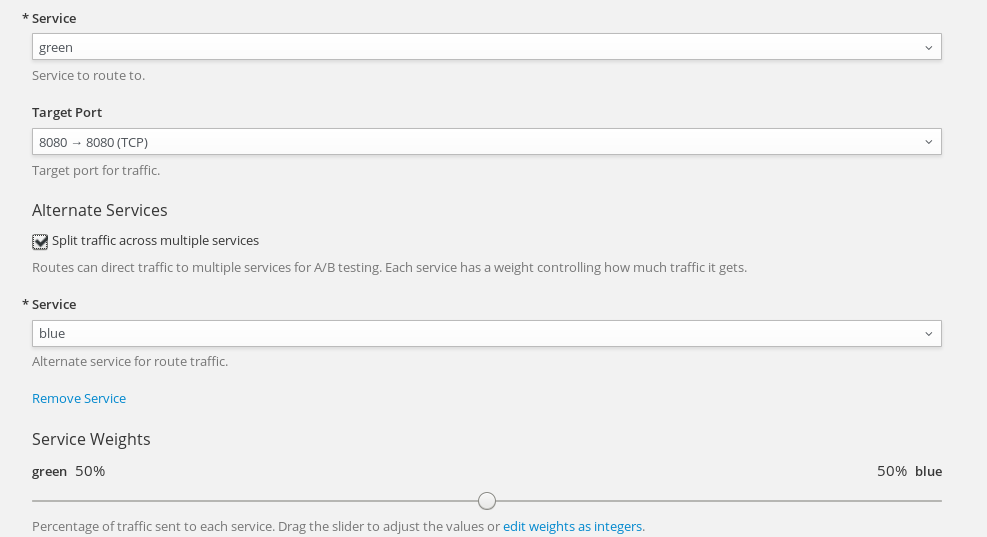 * Service
green
Service to route to.
Target Port
8080 → 8080 (TCP)
Target port for traffic.
Alternate Services
Split traffic across multiple services
Routes can direct traffic to multiple services for A/B testing. Each service has a weight controlling how much traffic it gets.
* Service
blue
Alternate service for route traffic.
Remove Service
Service Weights
green 50% 50% blue
Percentage of traffic sent to each service. Drag the slider to adjust the values or edit weights as integers.